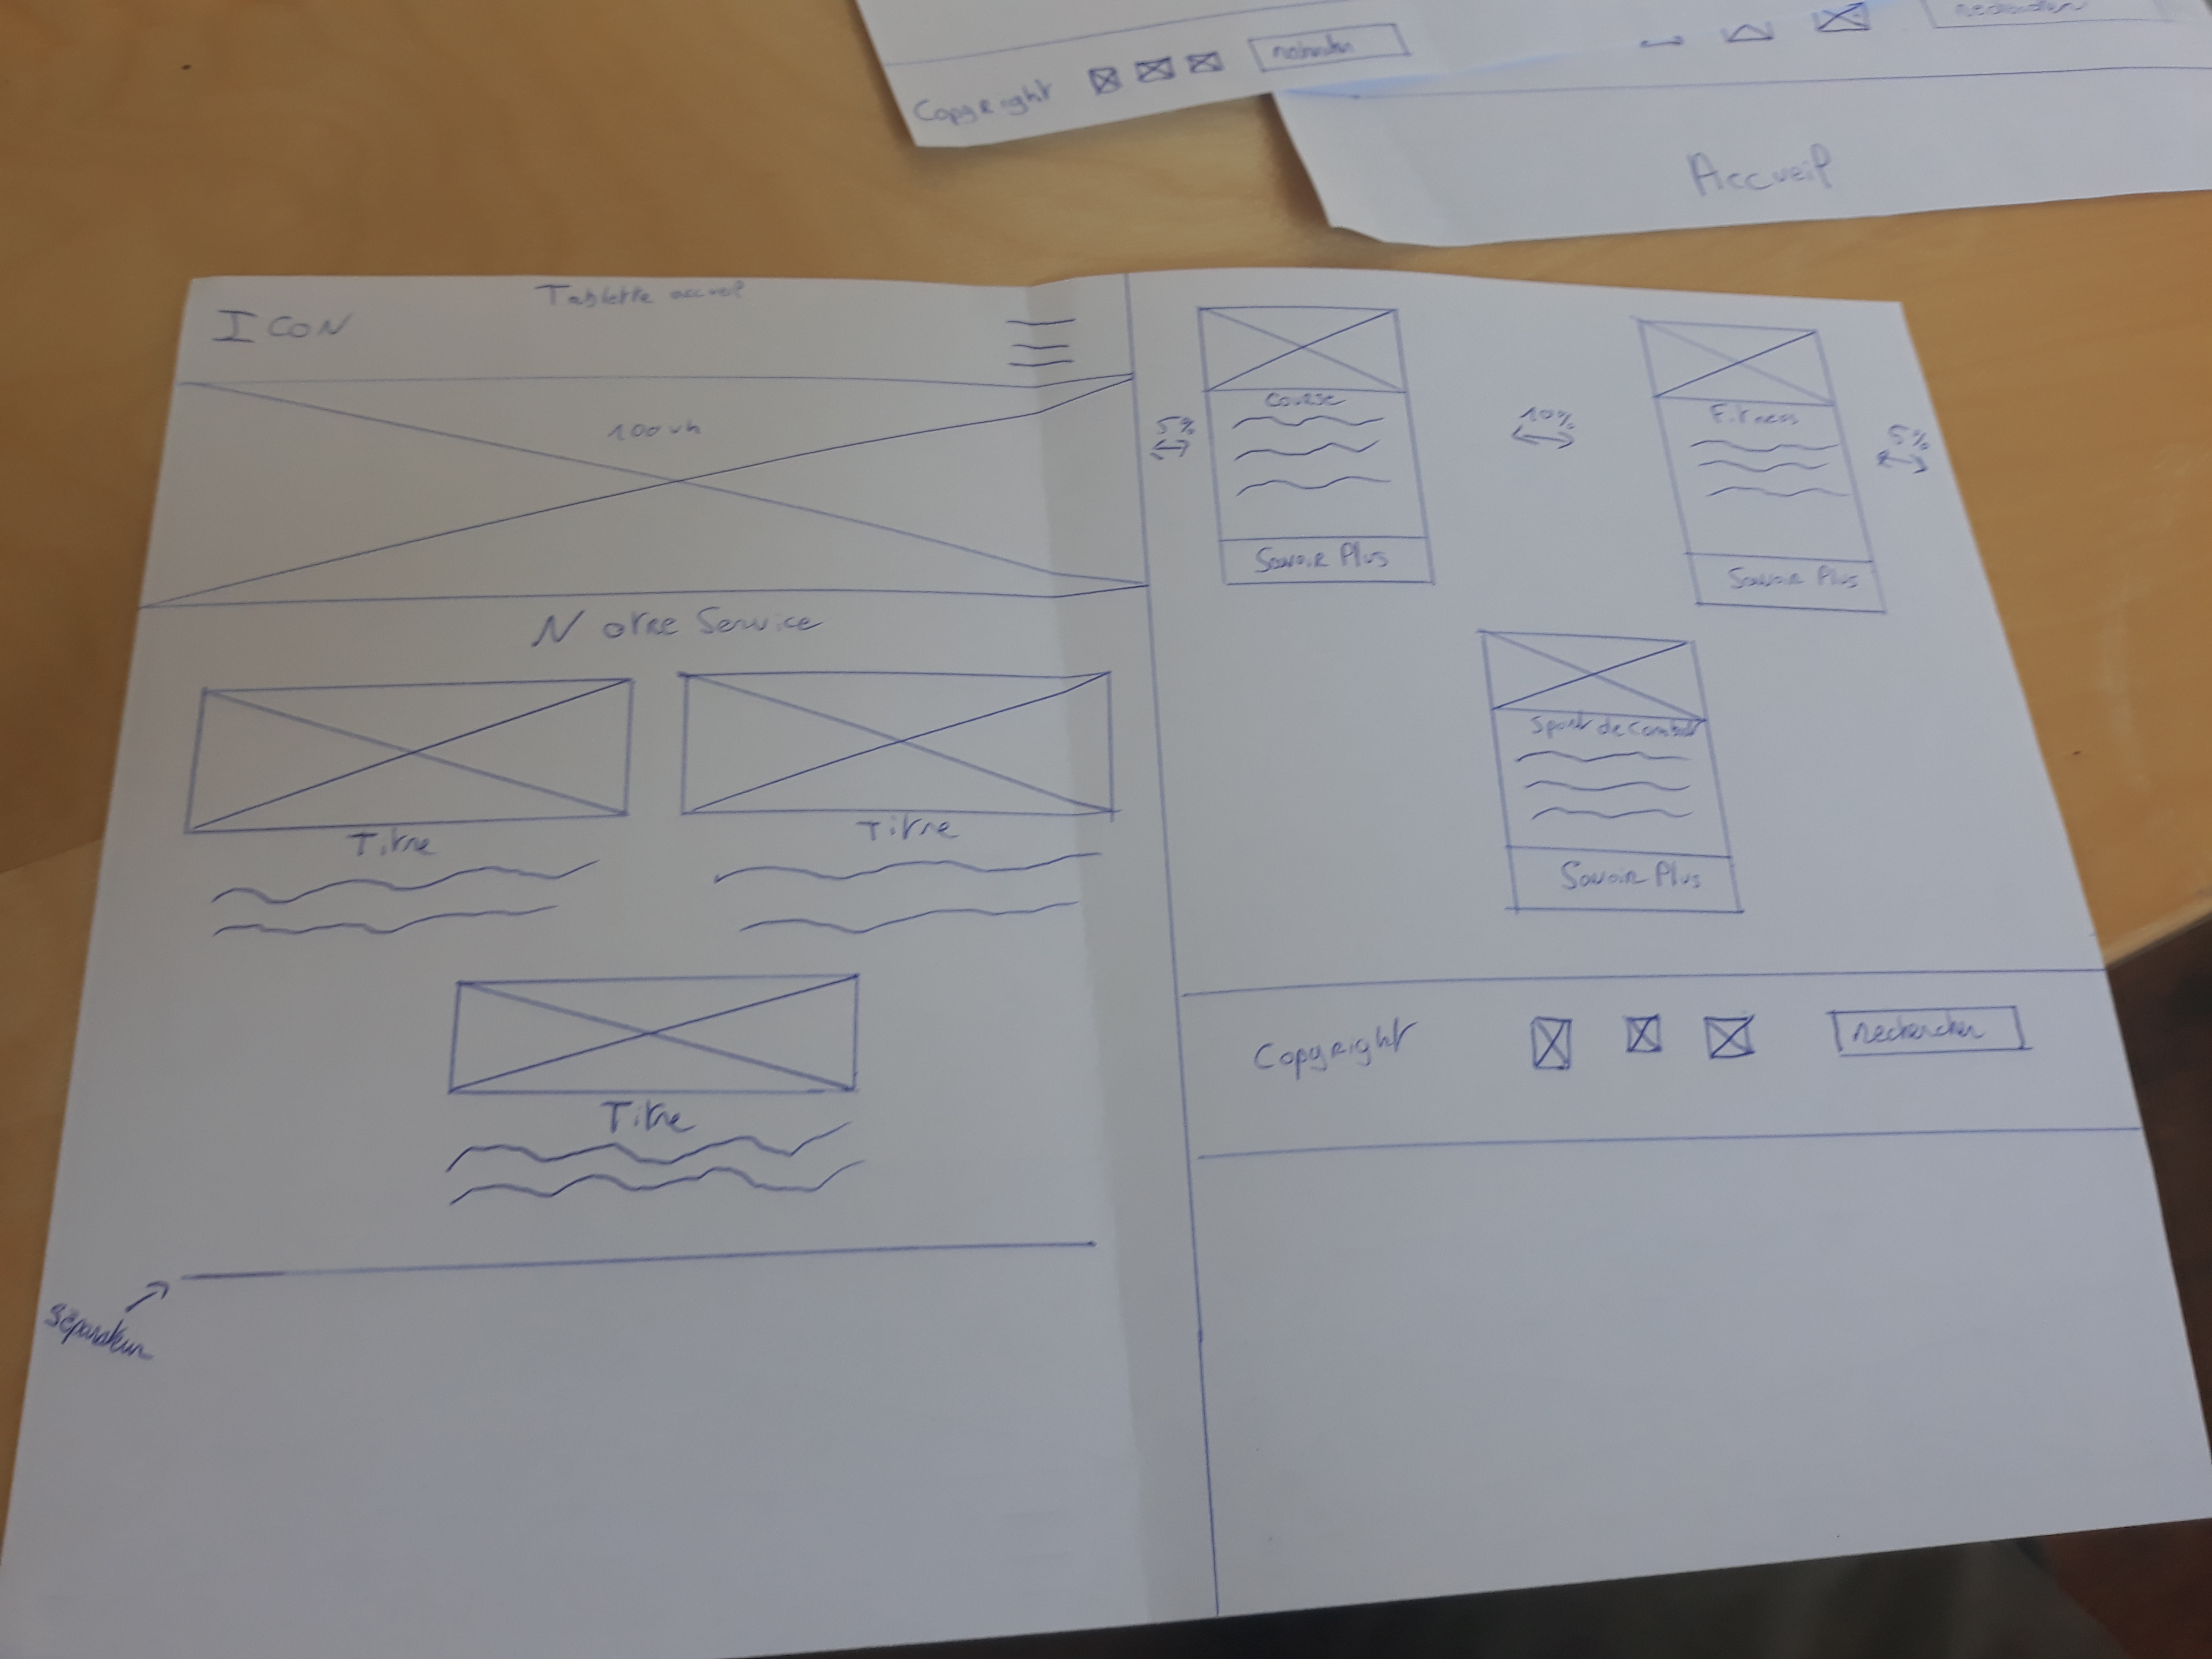 Copyright
rechercher
Accueil
Tablette accueil
ICON
100vh
Notre Service
Titre
Titre
Titre
Séparateur
5%
10%
5%
Course
Fitness
Savoir Plus
Savoir Plus
Sport de combat
Savoir Plus
Copyright
rechercher